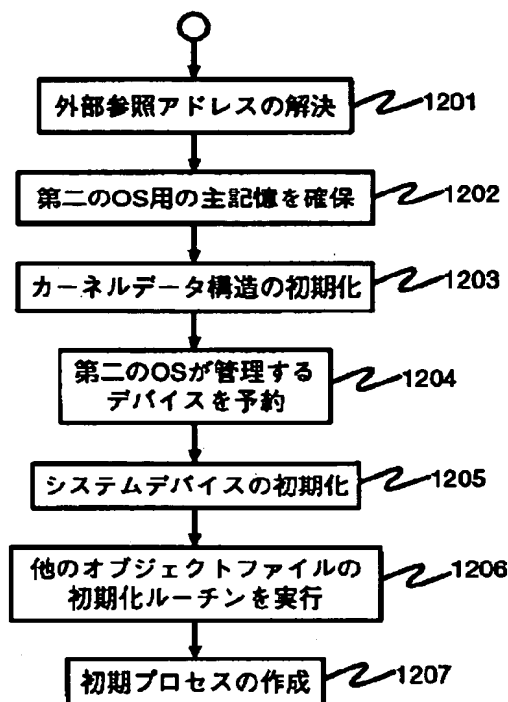 外部参照アドレスの解決
1201
第二のOS用の主記憶を確保
1202
カーネルデータ構造の初期化
1203
第二のOSが管理する
デバイスを予約
1204
システムデバイスの初期化
1205
他のオブジェクトファイルの
初期化ルーチンを実行
1206
初期プロセスの作成
1207